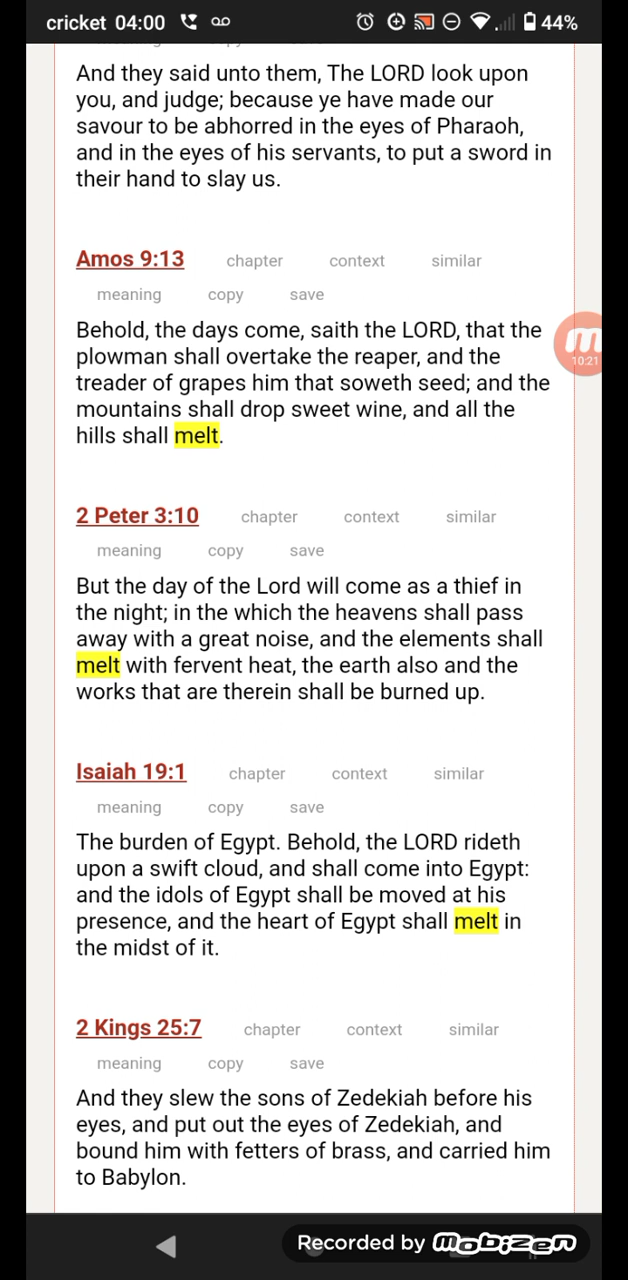 cricket 04:00 44%
And they said unto them, The LORD look upon
you, and judge; because ye have made our
savour to be abhorred in the eyes of Pharaoh,
and in the eyes of his servants, to put a sword in
their hand to slay us.
Amos 9:13 chapter context similar
meaning copy save
Behold, the days come, saith the LORD, that the
plowman shall overtake the reaper, and the
treader of grapes him that soweth seed; and the
mountains shall drop sweet wine, and all the
hills shall melt.
m
10:21
2 Peter 3:10 chapter context similar
meaning copy save
But the day of the Lord will come as a thief in
the night; in the which the heavens shall pass
away with a great noise, and the elements shall
melt with fervent heat, the earth also and the
works that are therein shall be burned up.
Isaiah 19:1 chapter context similar
meaning copy save
The burden of Egypt. Behold, the LORD rideth
upon a swift cloud, and shall come into Egypt:
and the idols of Egypt shall be moved at his
presence, and the heart of Egypt shall melt in
the midst of it.
2 Kings 25:7 chapter context similar
meaning copy save
And they slew the sons of Zedekiah before his
eyes, and put out the eyes of Zedekiah, and
bound him with fetters of brass, and carried him
to Babylon.
Recorded by mobizen